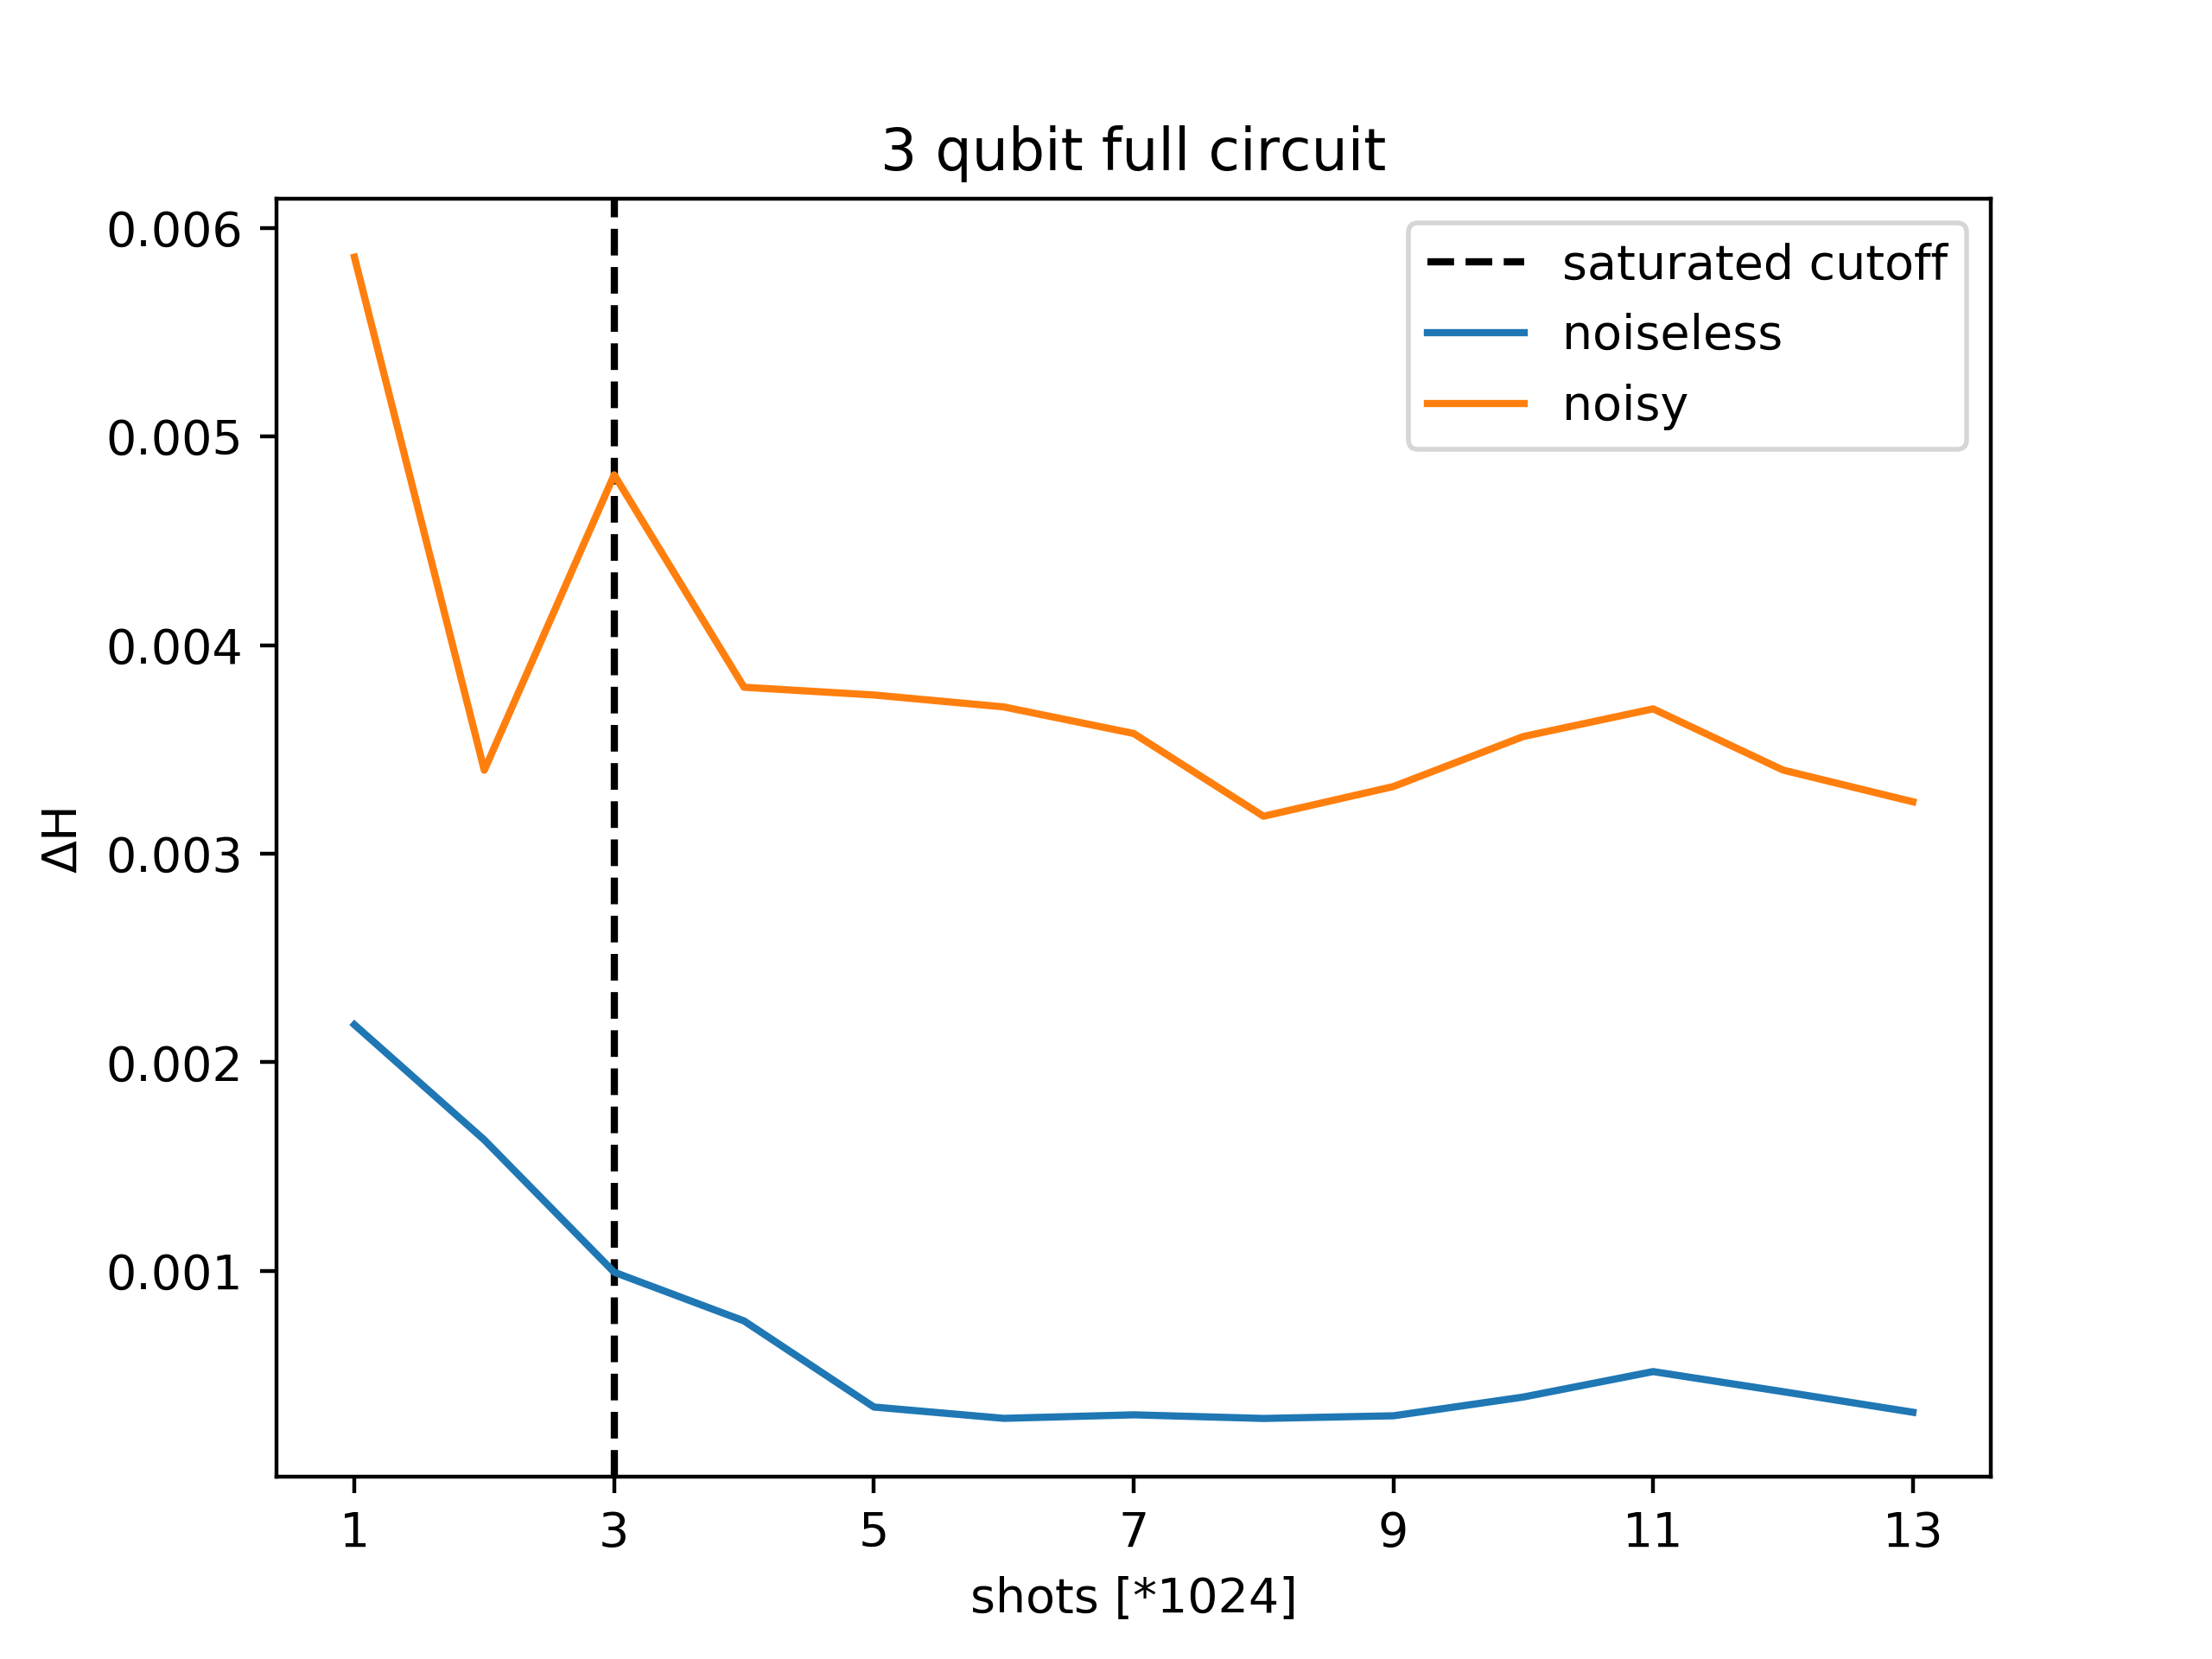 3 qubit full circuit
0.006
0.005
0.004
0.003
0.002
0.001
ΔH
saturated cutoff
noiseless
noisy
1 3 5 7 9 11 13
shots [*1024]